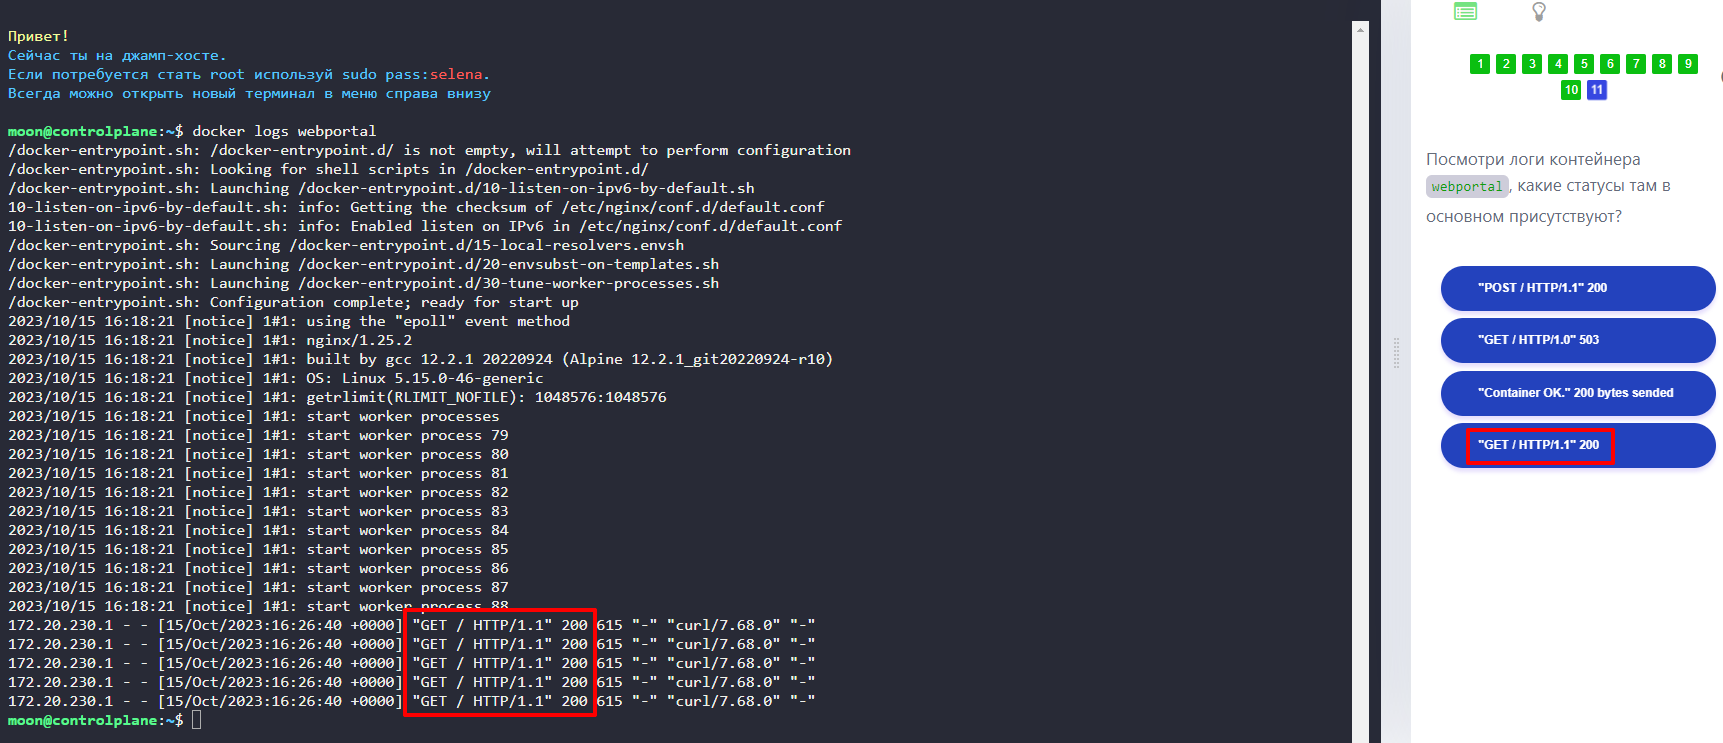 Привет!
Сейчас ты на джамп-хосте.
Если потребуется стать root используй sudo pass:selena.
Всегда можно открыть новый терминал в меню справа внизу
moon@controlplane:~$ docker logs webportal
/docker-entrypoint.sh: /docker-entrypoint.d/ is not empty, will attempt to perform configuration
/docker-entrypoint.sh: Looking for shell scripts in /docker-entrypoint.d/
/docker-entrypoint.sh: Launching /docker-entrypoint.d/10-listen-on-ipv6-by-default.sh
10-listen-on-ipv6-by-default.sh: info: Getting the checksum of /etc/nginx/conf.d/default.conf
10-listen-on-ipv6-by-default.sh: info: Enabled listen on IPv6 in /etc/nginx/conf.d/default.conf
/docker-entrypoint.sh: Sourcing /docker-entrypoint.d/15-local-resolvers.envsh
/docker-entrypoint.sh: Launching /docker-entrypoint.d/20-envsubst-on-templates.sh
/docker-entrypoint.sh: Launching /docker-entrypoint.d/30-tune-worker-processes.sh
/docker-entrypoint.sh: Configuration complete; ready for start up
2023/10/15 16:18:21 [notice] 1#1: using the "epoll" event method
2023/10/15 16:18:21 [notice] 1#1: nginx/1.25.2
2023/10/15 16:18:21 [notice] 1#1: built by gcc 12.2.1 20220924 (Alpine 12.2.1_git20220924-r10)
2023/10/15 16:18:21 [notice] 1#1: OS: Linux 5.15.0-46-generic
2023/10/15 16:18:21 [notice] 1#1: getrlimit(RLIMIT_NOFILE): 1048576:1048576
2023/10/15 16:18:21 [notice] 1#1: start worker processes
2023/10/15 16:18:21 [notice] 1#1: start worker process 79
2023/10/15 16:18:21 [notice] 1#1: start worker process 80
2023/10/15 16:18:21 [notice] 1#1: start worker process 81
2023/10/15 16:18:21 [notice] 1#1: start worker process 82
2023/10/15 16:18:21 [notice] 1#1: start worker process 83
2023/10/15 16:18:21 [notice] 1#1: start worker process 84
2023/10/15 16:18:21 [notice] 1#1: start worker process 85
2023/10/15 16:18:21 [notice] 1#1: start worker process 86
2023/10/15 16:18:21 [notice] 1#1: start worker process 87
2023/10/15 16:18:21 [notice] 1#1: start worker process 88
172.20.230.1 - - [15/Oct/2023:16:26:40 +0000] "GET / HTTP/1.1" 200 615 "-" "curl/7.68.0" "-"
172.20.230.1 - - [15/Oct/2023:16:26:40 +0000] "GET / HTTP/1.1" 200 615 "-" "curl/7.68.0" "-"
172.20.230.1 - - [15/Oct/2023:16:26:40 +0000] "GET / HTTP/1.1" 200 615 "-" "curl/7.68.0" "-"
172.20.230.1 - - [15/Oct/2023:16:26:40 +0000] "GET / HTTP/1.1" 200 615 "-" "curl/7.68.0" "-"
172.20.230.1 - - [15/Oct/2023:16:26:40 +0000] "GET / HTTP/1.1" 200 615 "-" "curl/7.68.0" "-"
moon@controlplane:~$
1 2 3 4 5 6 7 8 9
10 11
Посмотри логи контейнера
webportal, какие статусы там в
основном присутствуют?
"POST / HTTP/1.1" 200
"GET / HTTP/1.0" 503
"Container OK." 200 bytes sended
"GET / HTTP/1.1" 200